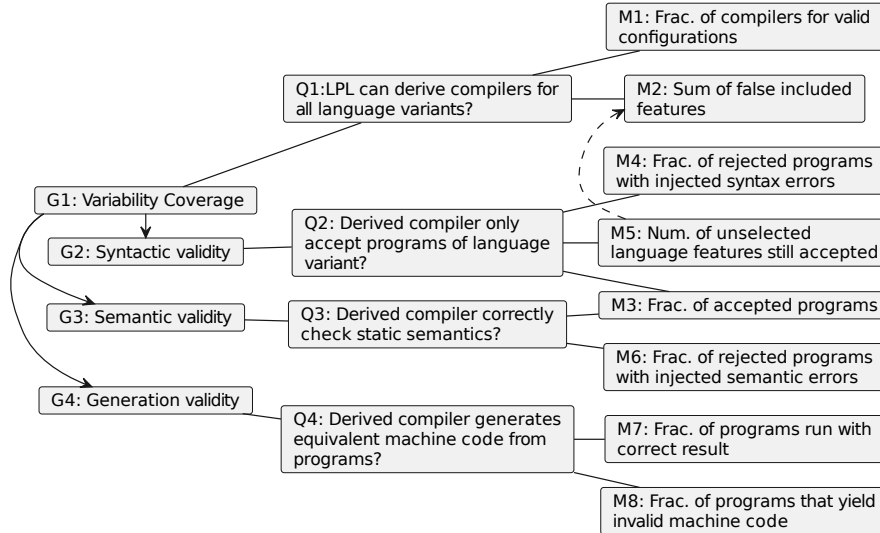 M1: Frac. of compilers for valid
configurations
Q1:LPL can derive compilers for
all language variants?
M2: Sum of false included
features
M4: Frac. of rejected programs
with injected syntax errors
G1: Variability Coverage
Q2: Derived compiler only
accept programs of language
variant?
G2: Syntactic validity
M5: Num. of unselected
language features still accepted
M3: Frac. of accepted programs
G3: Semantic validity
Q3: Derived compiler correctly
check static semantics?
M6: Frac. of rejected programs
with injected semantic errors
G4: Generation validity
Q4: Derived compiler generates
equivalent machine code from
programs?
M7: Frac. of programs run with
correct result
M8: Frac. of programs that yield
invalid machine code